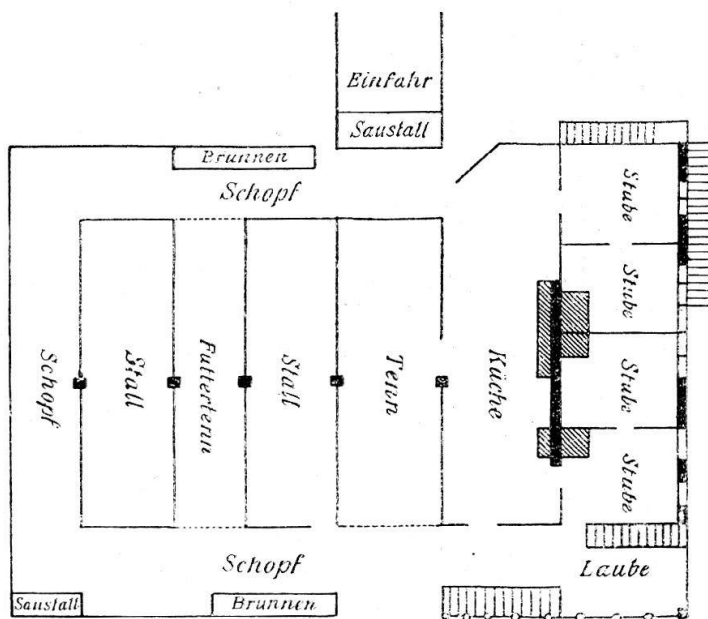 Einfahr
Saustall
Brunnen
Schopf
Stube
Stube
Stube
Stube
Schopf
Stall
Futtertenn
Stall
Tenn
Küche
Schopf
Laube
Saustall
Brunnen